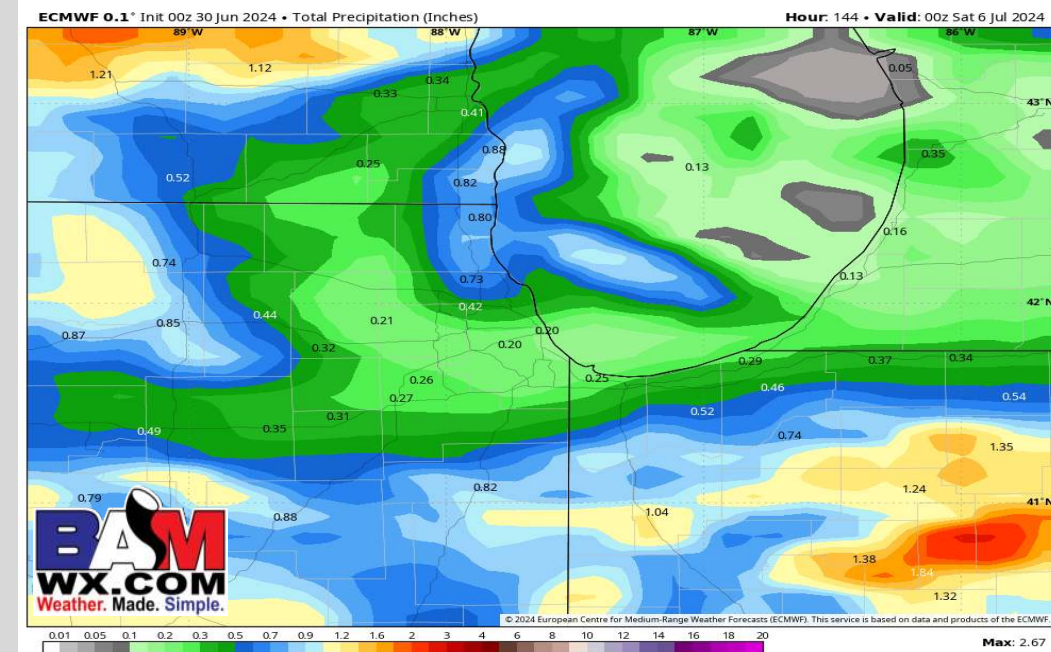 ECMWF 0.1° Init 00z 30 Jun 2024 • Total Precipitation (Inches)
Hour: 144 • Valid: 00z Sat 6 Jul 2024
89°W 88°W 87°W 86°W
1.21 1.12 0.34 0.05
0.33
0.41 43°N
0.88
0.25 0.13 0.35
0.52 0.82
0.80
0.16
0.74
0.73 0.13
0.42 42°N
0.44
0.85 0.21 0.20
0.87 0.20
0.32
0.29 0.37 0.34
0.26 0.25
0.27 0.46 0.54
0.31 0.52
0.49 0.35 0.74
1.35
0.79 0.82 1.24
41°N
0.88 1.04
1.38
1.84
1.32
BAM
WX.COM
Weather. Made. Simple.
© 2024 European Centre for Medium-Range Weather Forecasts (ECMWF). This service is based on data and products of the ECMWF.
0.01 0.05 0.1 0.2 0.3 0.5 0.7 0.9 1.2 1.6 2 3 4 6 8 10 12 14 16 18 20
Max: 2.67